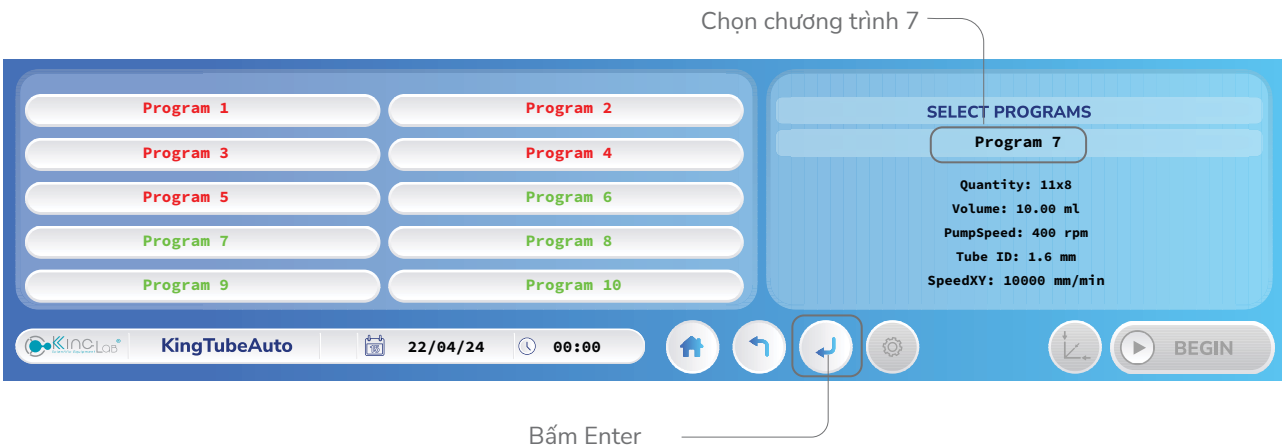 Chọn chương trình 7
Program 1
Program 2
Program 3
Program 4
Program 5
Program 6
Program 7
Program 8
Program 9
Program 10
SELECT PROGRAMS
Program 7
Quantity: 11x8
Volume: 10.00 ml
PumpSpeed: 400 rpm
Tube ID: 1.6 mm
SpeedXY: 10000 mm/min
KingLab®
KingTubeAuto
22/04/24
00:00
BEGIN
Bấm Enter